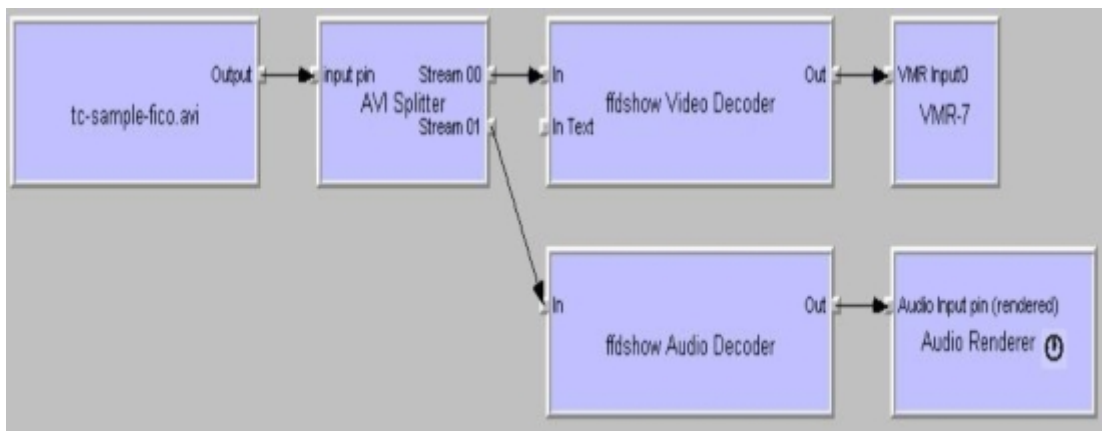 tc-sample-fico.avi
Output
input pin
Stream 00
AVI Splitter
Stream 01
In
Out
ffdshow Video Decoder
In Text
VMR Input0
VMR-7
In
Out
ffdshow Audio Decoder
Audio Input pin (rendered)
Audio Renderer